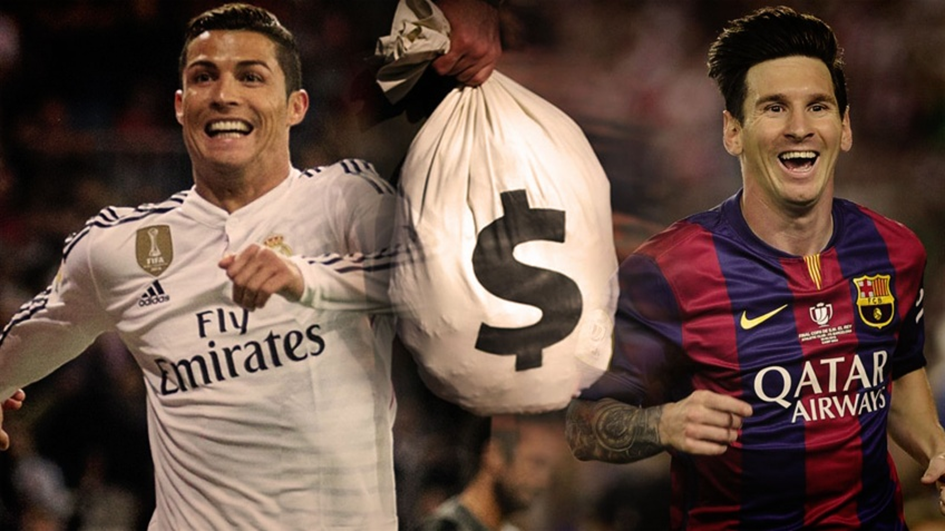 FIFA
adidas
Fly
Emirates
$
FCB
QATAR
AIRWAYS